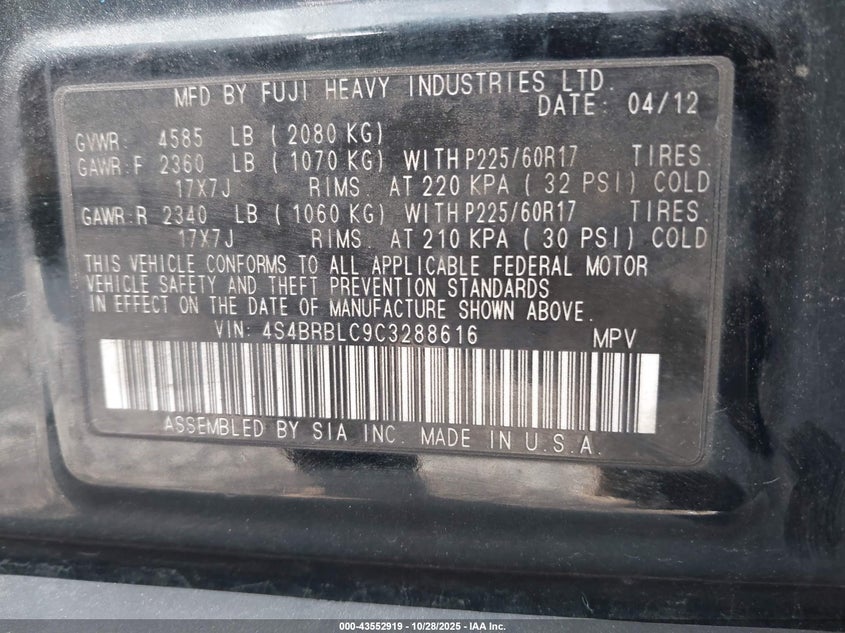 MFD BY FUJI HEAVY INDUSTRIES LTD.
DATE: 04/12
GVWR: 4585 LB ( 2080 KG)
GAWR:F 2360 LB ( 1070 KG) WITH P225/60R17 TIRES.
17X7J RIMS. AT 220 KPA ( 32 PSI) COLD
GAWR:R 2340 LB ( 1060 KG) WITH P225/60R17 TIRES.
17X7J RIMS. AT 210 KPA ( 30 PSI) COLD
THIS VEHICLE CONFORMS TO ALL APPLICABLE FEDERAL MOTOR
VEHICLE SAFETY AND THEFT PREVENTION STANDARDS
IN EFFECT ON THE DATE OF MANUFACTURE SHOWN ABOVE.
VIN: 4S4BRBLC9C3288616 MPV
ASSEMBLED BY SIA INC. MADE IN U.S.A.
000-43552919 - 10/28/2025 - IAA Inc.